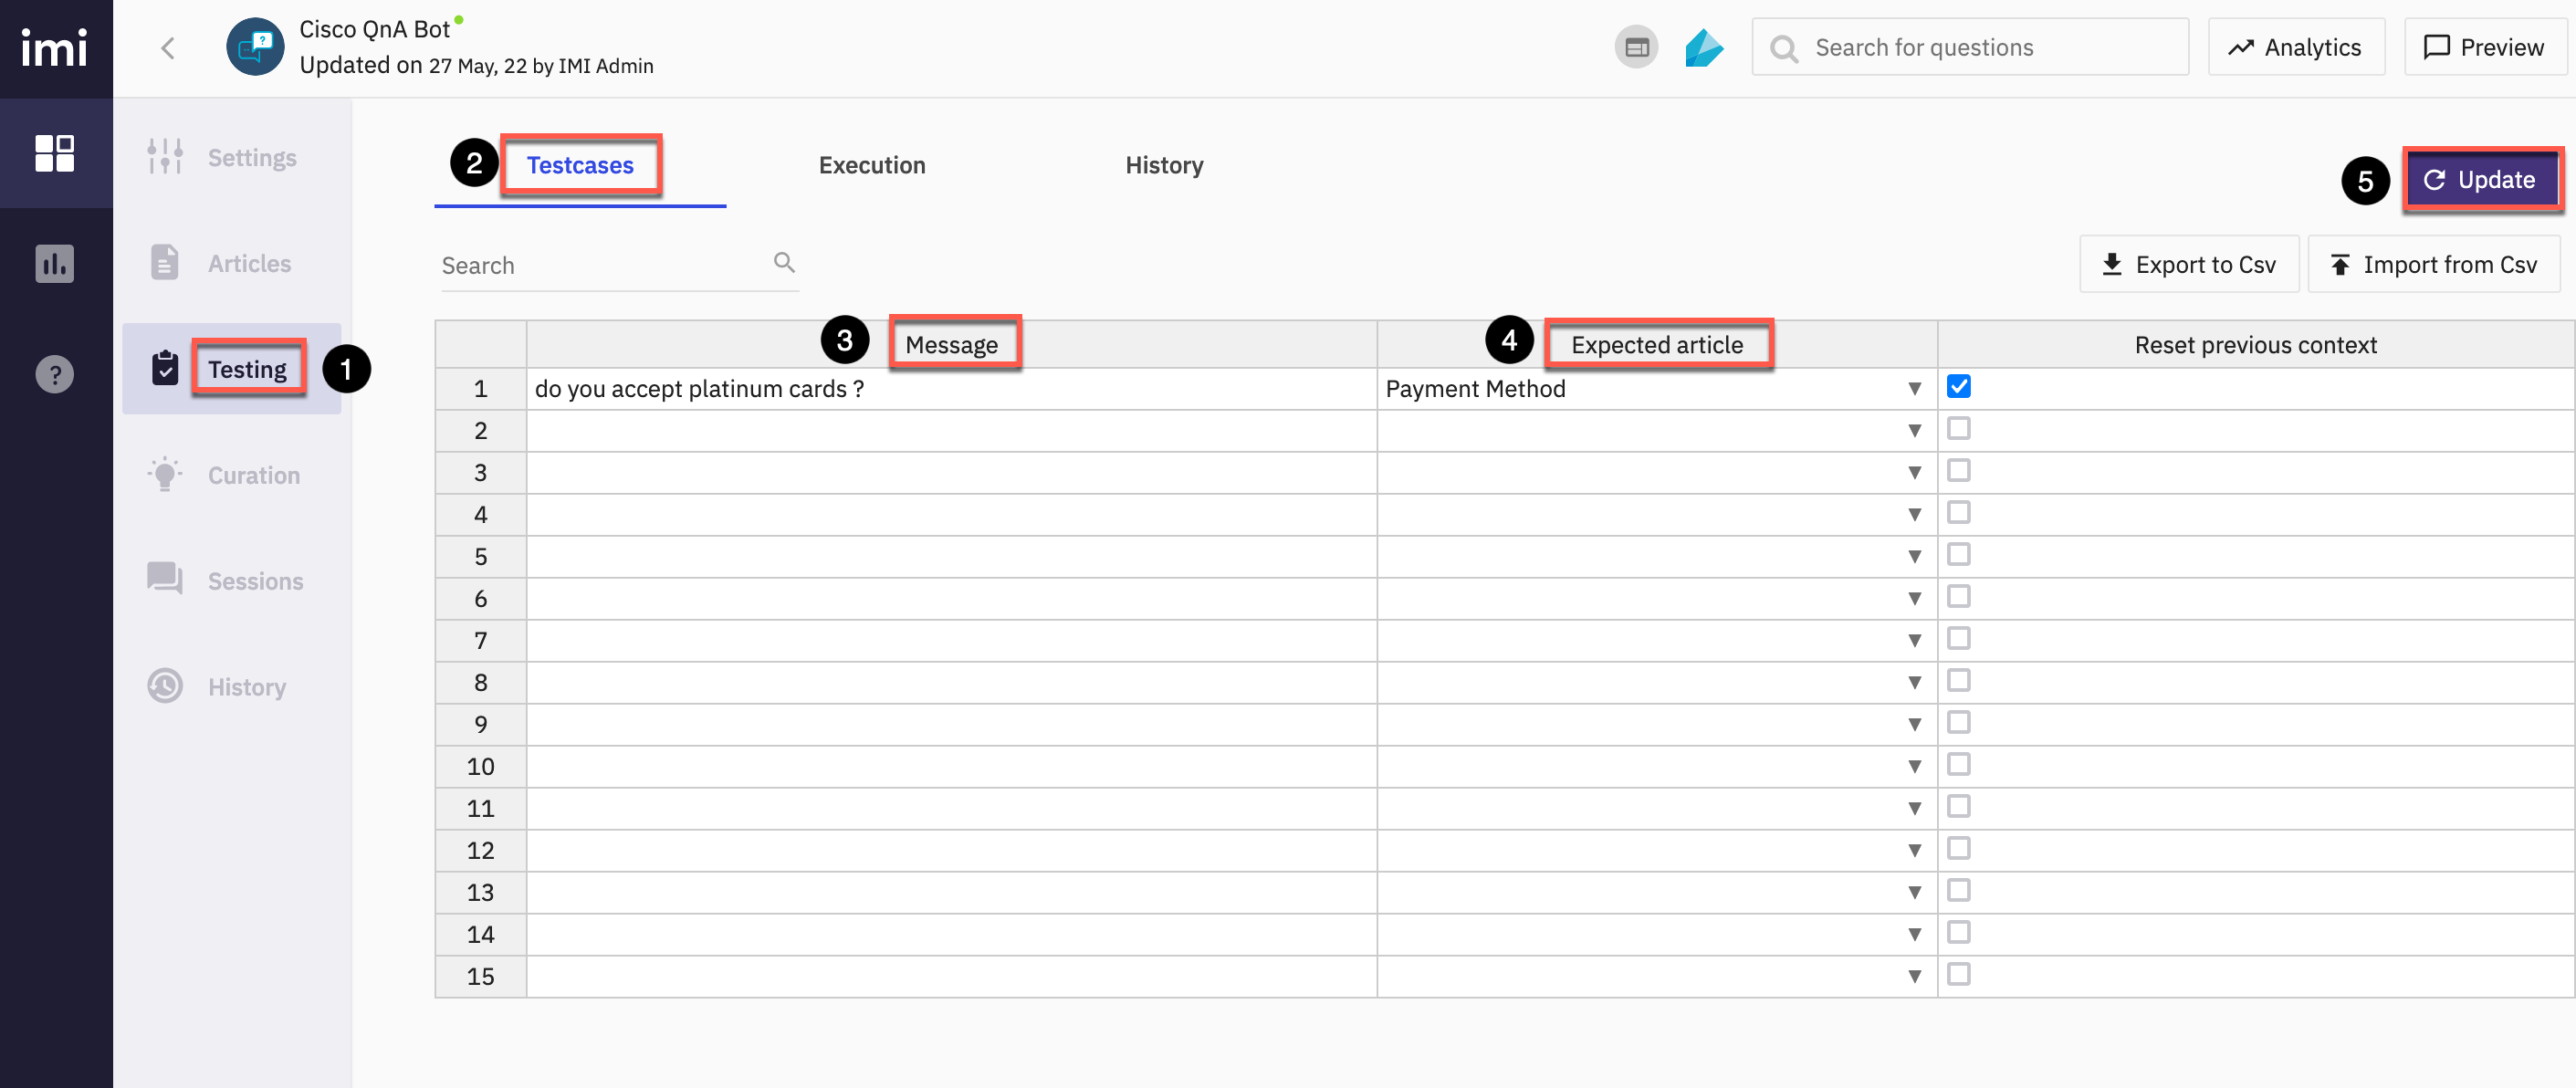 imi
Cisco QnA Bot
Updated on 27 May, 22 by IMI Admin
Search for questions
Analytics
Preview
Settings
Articles
Testing
1
Curation
Sessions
History
2
Testcases
Execution
History
5
Update
Search
Export to Csv
Import from Csv
3
Message
4
Expected article
Reset previous context
1 do you accept platinum cards ? Payment Method
2
3
4
5
6
7
8
9
10
11
12
13
14
15